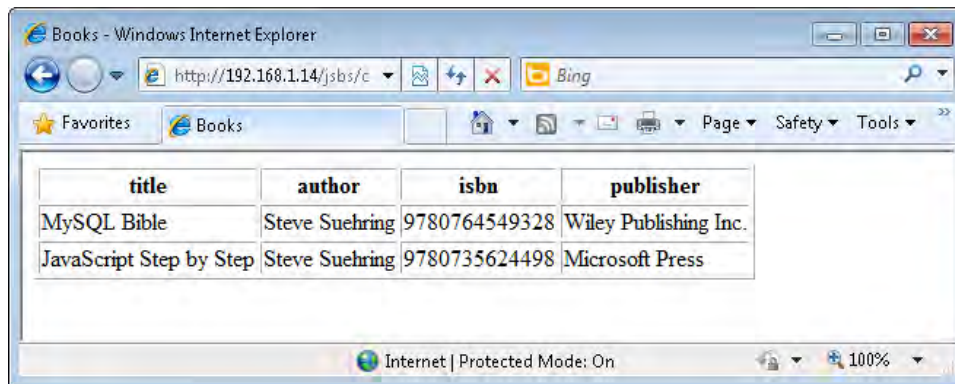 Books - Windows Internet Explorer
http://192.168.1.14/jsbs/c
Bing
Favorites
Books
Page Safety Tools
title author isbn publisher
MySQL Bible Steve Suehring 9780764549328 Wiley Publishing Inc.
JavaScript Step by Step Steve Suehring 9780735624498 Microsoft Press
Internet | Protected Mode: On
100%